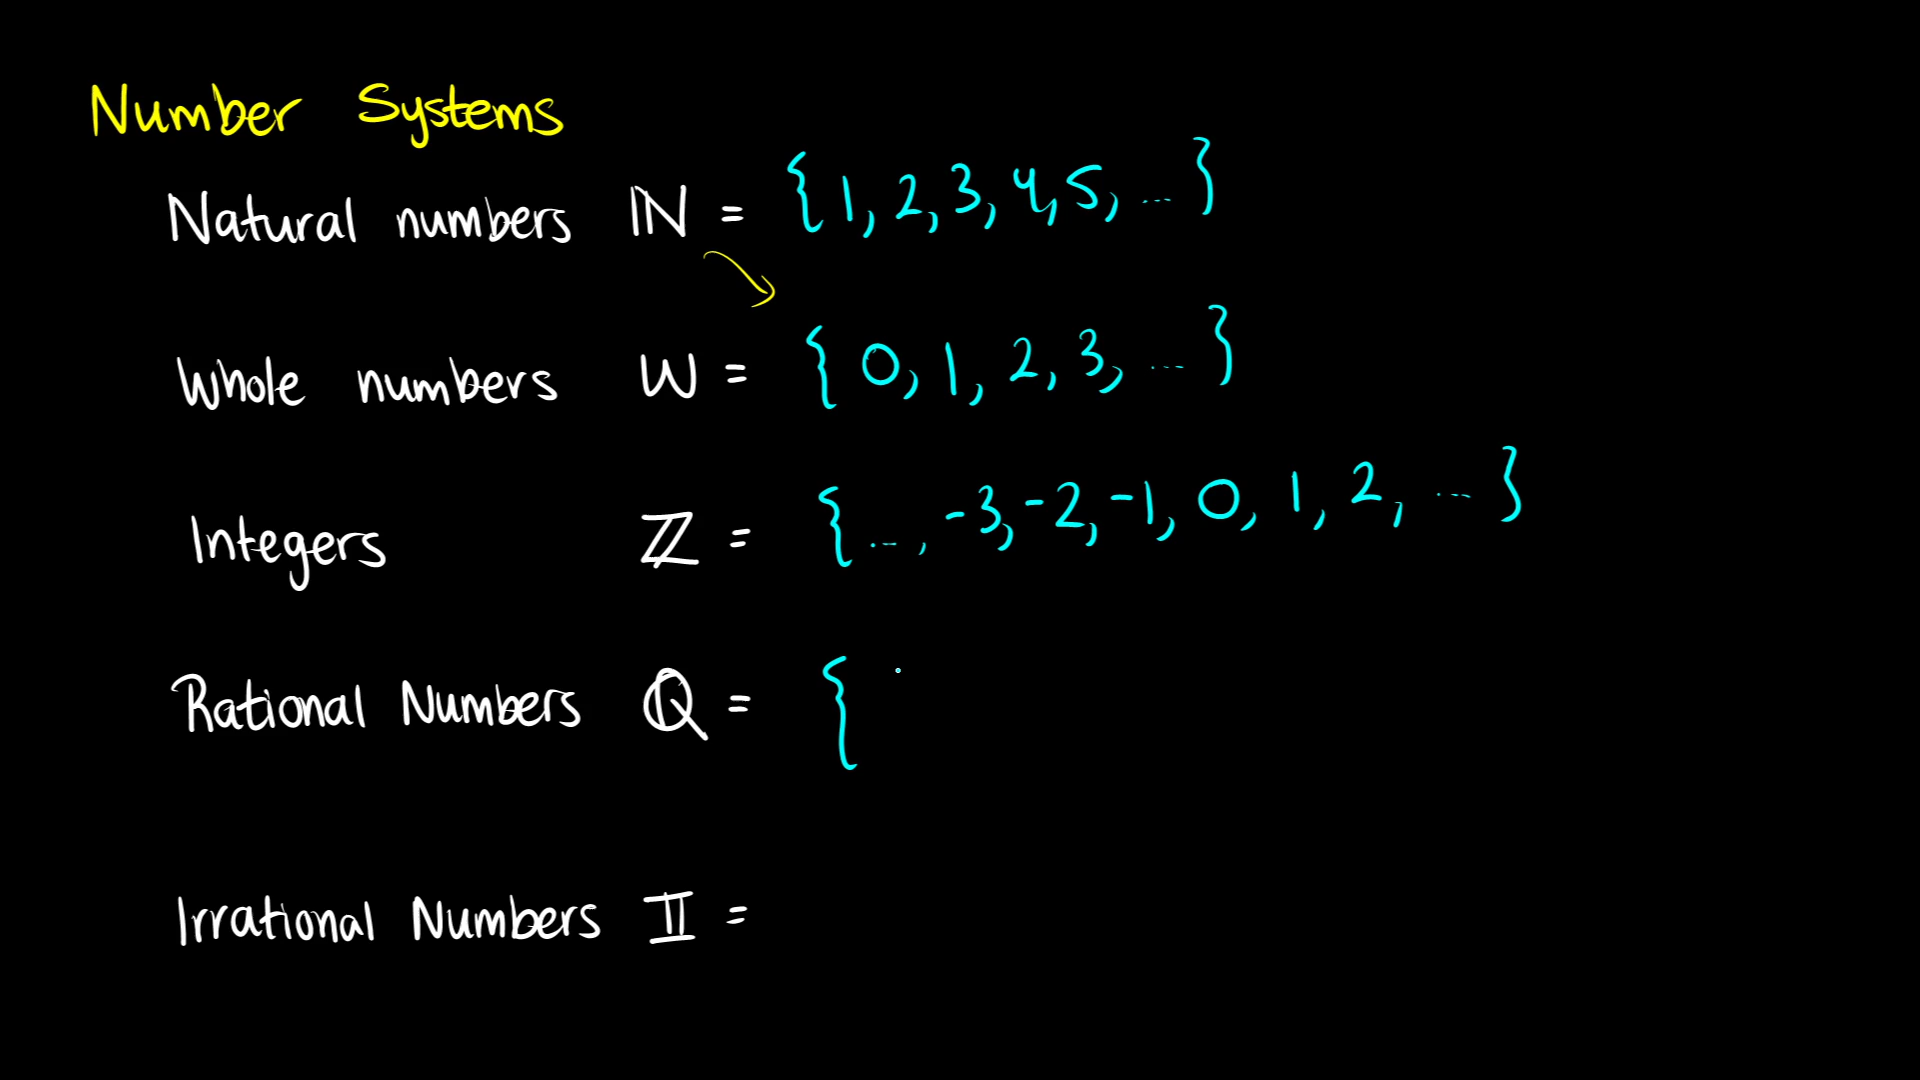 Number Systems
Natural numbers ℕ = {1, 2, 3, 4, 5, ... }
Whole numbers W = { 0, 1, 2, 3, ... }
Integers ℤ = { ... , -3, -2, -1, 0, 1, 2, ... }
Rational Numbers ℚ = {
Irrational Numbers 𝕀 =